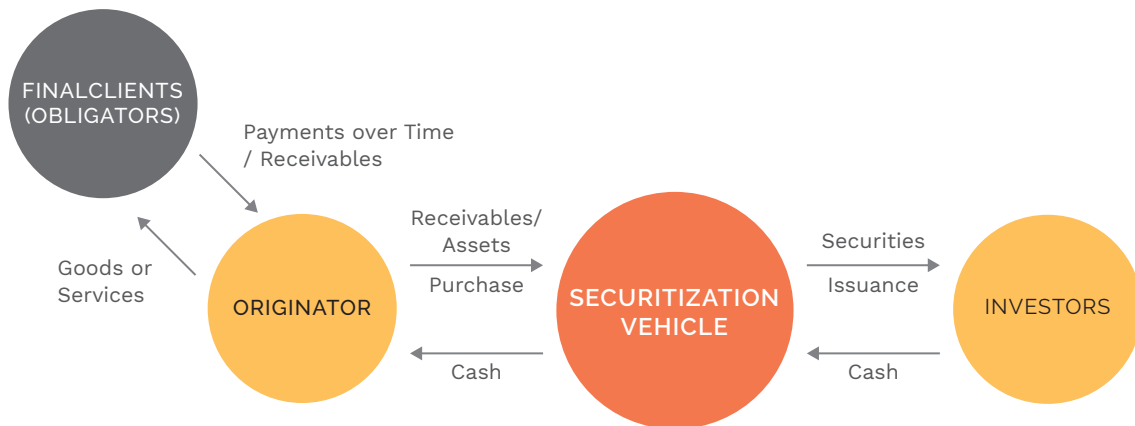 FINALCLIENTS
(OBLIGATORS)
Payments over Time
/ Receivables
Goods or
Services
ORIGINATOR
Receivables/
Assets
Purchase
Cash
SECURITIZATION
VEHICLE
Securities
Issuance
Cash
INVESTORS